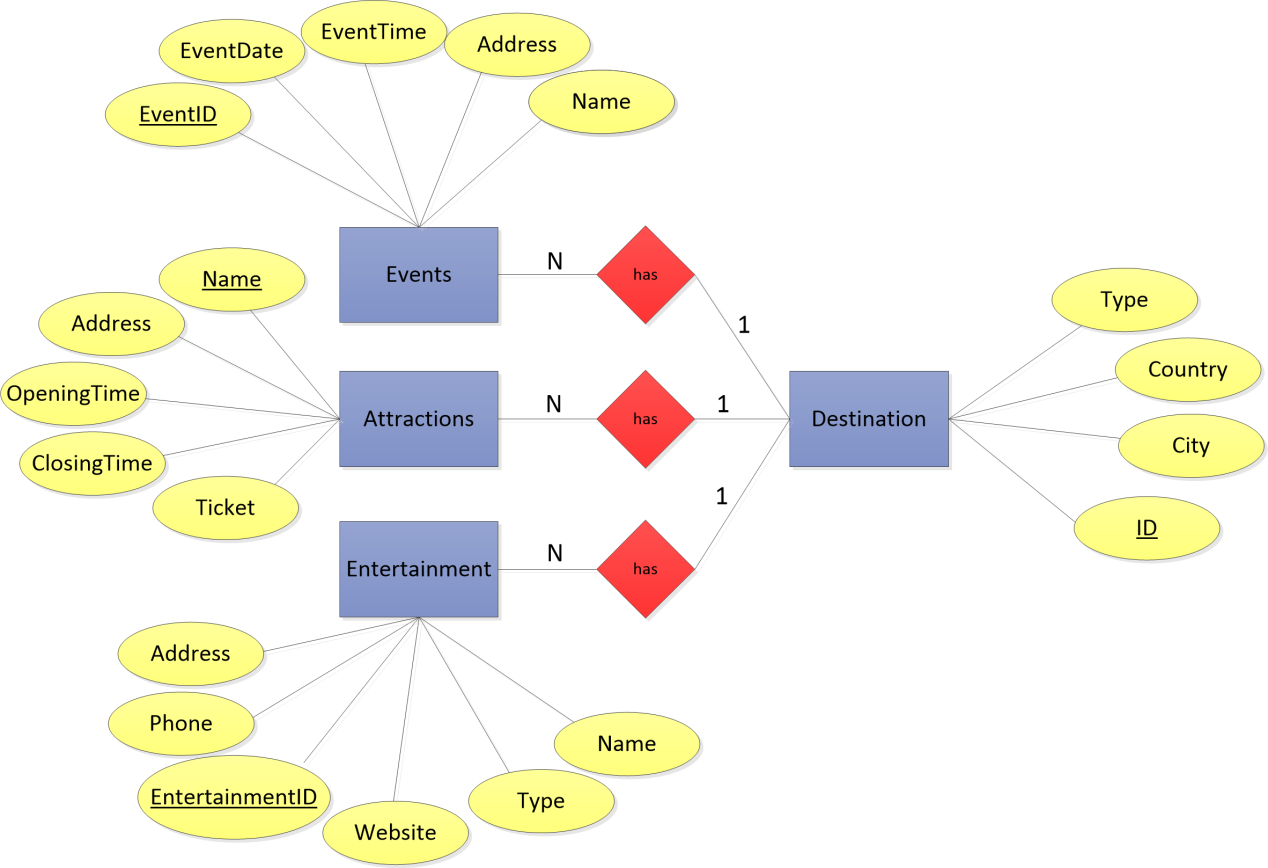 EventTime
EventDate
Address
Name
EventID
Events
N
has
1
Name
Address
OpeningTime
ClosingTime
Ticket
Attractions
N
has
1
Destination
Type
Country
City
ID
1
Entertainment
N
has
Address
Phone
EntertainmentID
Website
Type
Name